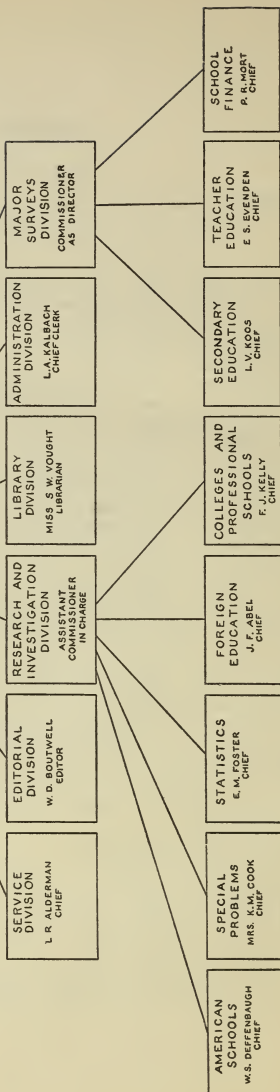 SERVICE
DIVISION
L R. ALDERMAN
CHIEF
EDITORIAL
DIVISION
W. D. BOUTWELL
EDITOR
RESEARCH AND
INVESTIGATION
DIVISION
ASSISTANT
COMMISSIONER
IN CHARGE
LIBRARY
DIVISION
MISS S W. VOUGHT
LIBRARIAN
ADMINISTRATION
DIVISION
L.A. KALBACH
CHIEF CLERK
MAJOR
SURVEYS
DIVISION
COMMISSIONER
AS DIRECTOR
AMERICAN
SCHOOLS
W.S. DEFFENBAUGH
CHIEF
SPECIAL
PROBLEMS
MRS. K.M. COOK
CHIEF
STATISTICS
E. M. FOSTER
CHIEF
FOREIGN
EDUCATION
J. F. ABEL
CHIEF
COLLEGES AND
PROFESSIONAL
SCHOOLS
F. J. KELLY
CHIEF
SECONDARY
EDUCATION
L.V. KOOS
CHIEF
TEACHER
EDUCATION
E S. EVENDEN
CHIEF
SCHOOL
FINANCE
P. R. MORT
CHIEF